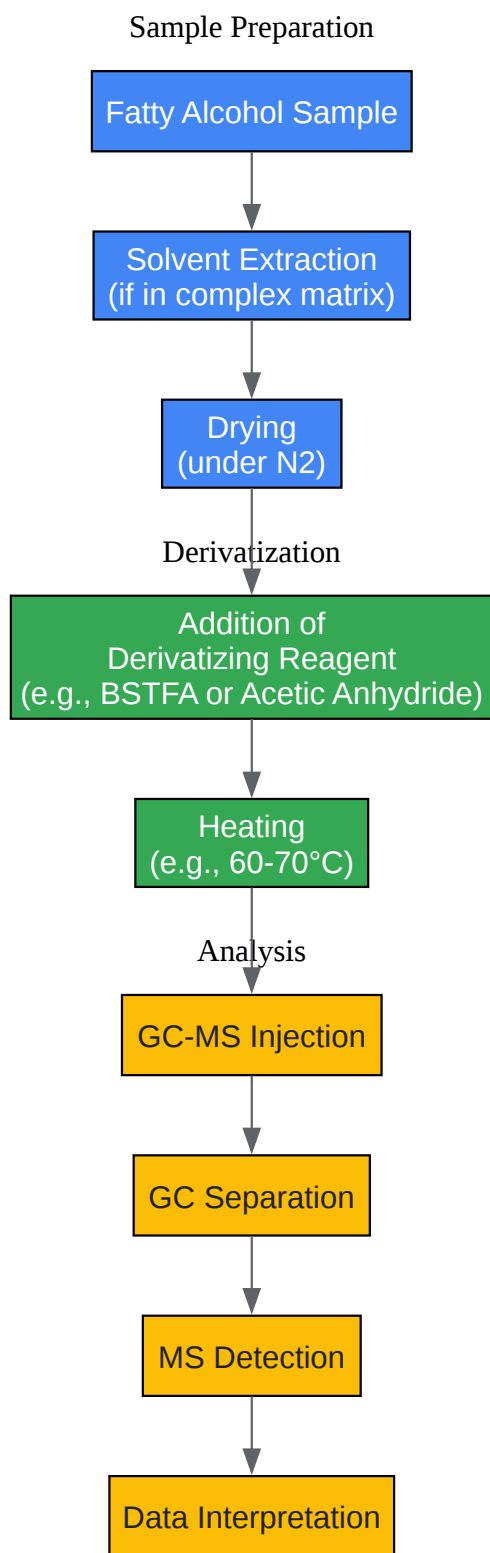 Sample Preparation
Fatty Alcohol Sample
Solvent Extraction
(if in complex matrix)
Drying
(under N2)
Derivatization
Addition of
Derivatizing Reagent
(e.g., BSTFA or Acetic Anhydride)
Heating
(e.g., 60-70°C)
Analysis
GC-MS Injection
GC Separation
MS Detection
Data Interpretation